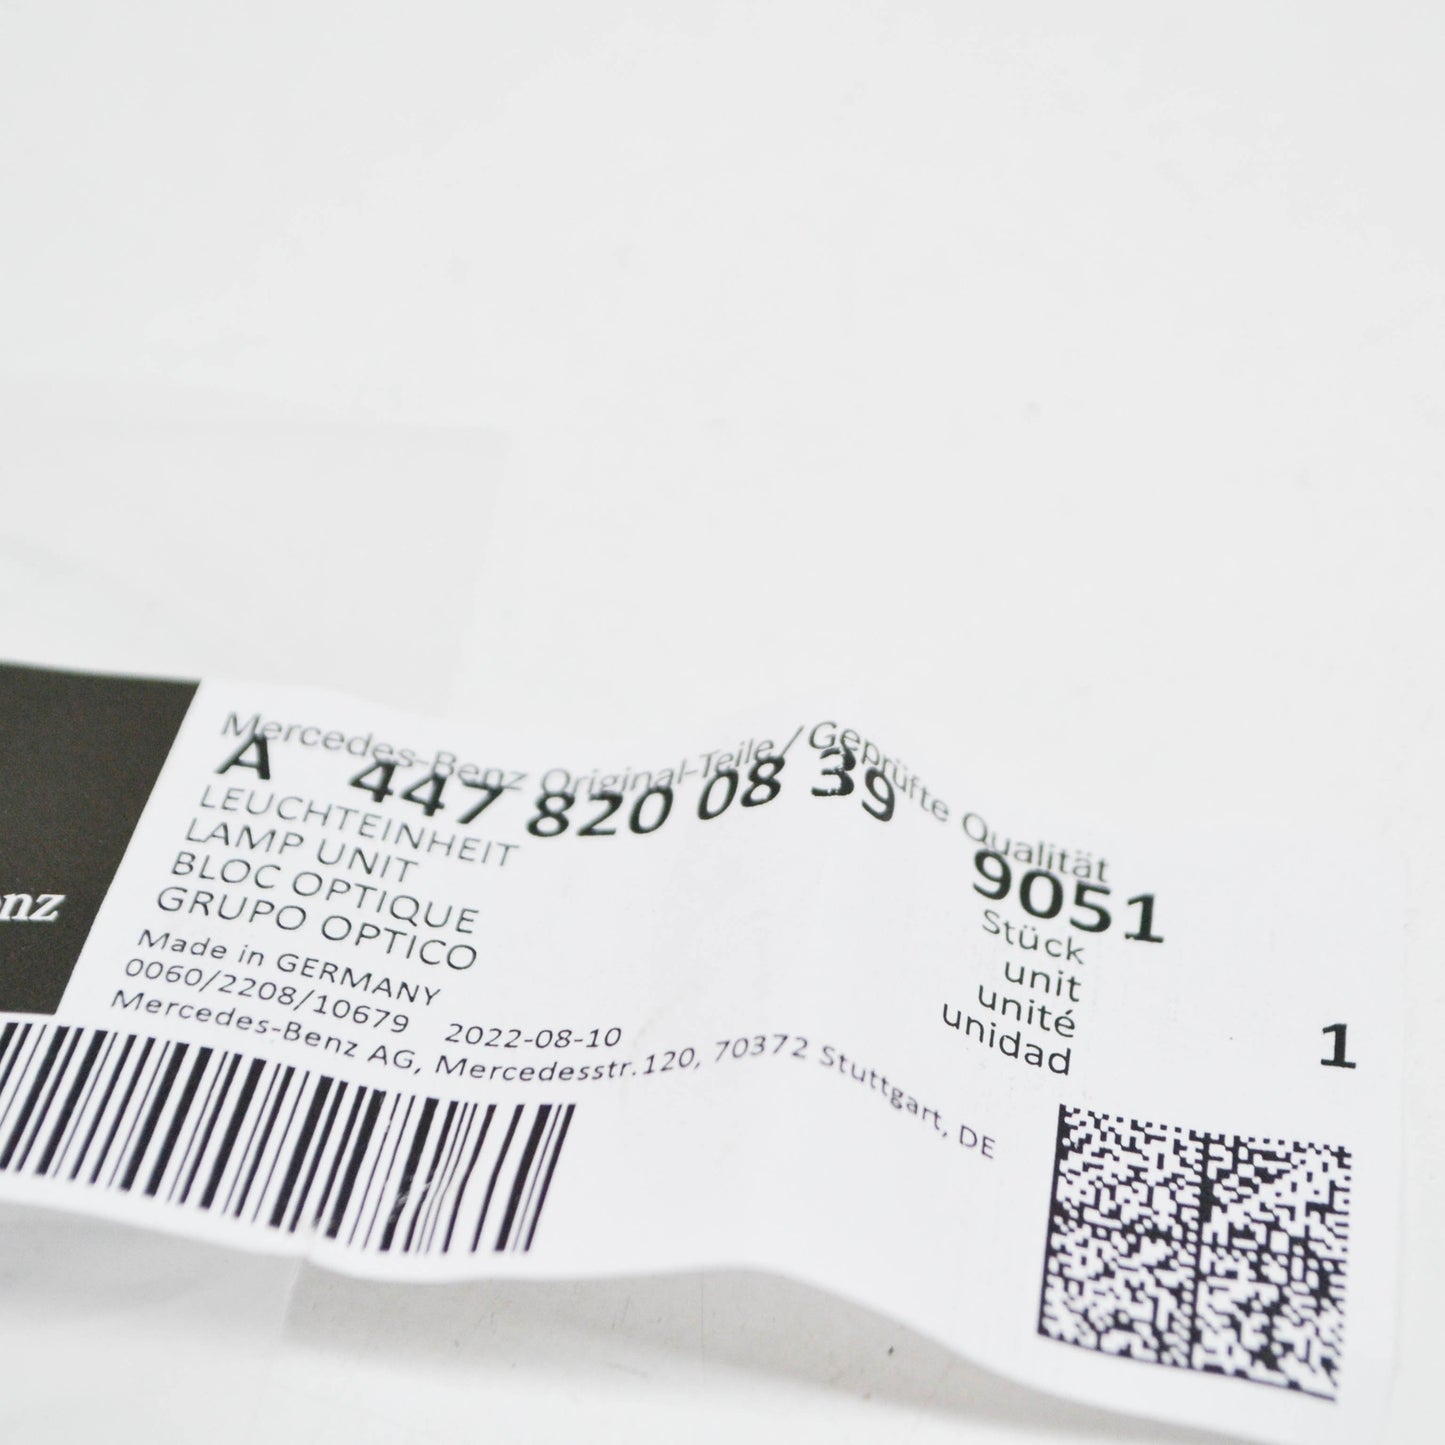 nz
Mercedes-Benz Original-Teile/Geprüfte Qualität
A 447 820 08 39 9051
LEUCHTEINHEIT
LAMP UNIT
BLOC OPTIQUE
GRUPO OPTICO
Made in GERMANY
0060/2208/10679 2022-08-10
Mercedes-Benz AG, Mercedesstr.120, 70372 Stuttgart, DE
Stück
unit
unité
unidad
1